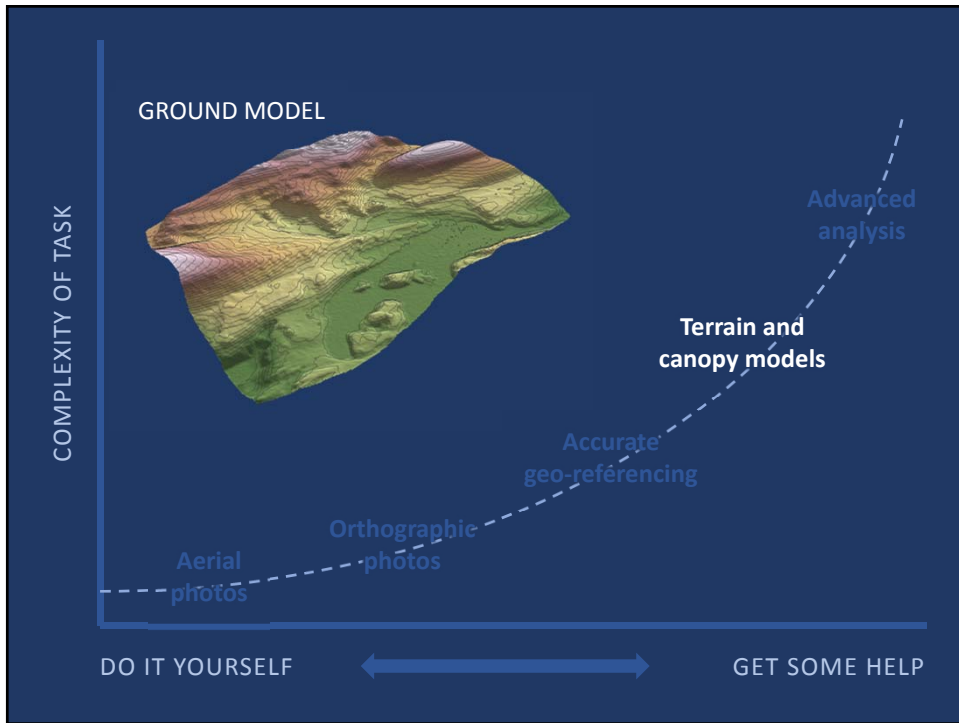 GROUND MODEL
COMPLEXITY OF TASK
Advanced
analysis
Terrain and
canopy models
Accurate
geo-referencing
Orthographic
photos
Aerial
photos
DO IT YOURSELF
GET SOME HELP